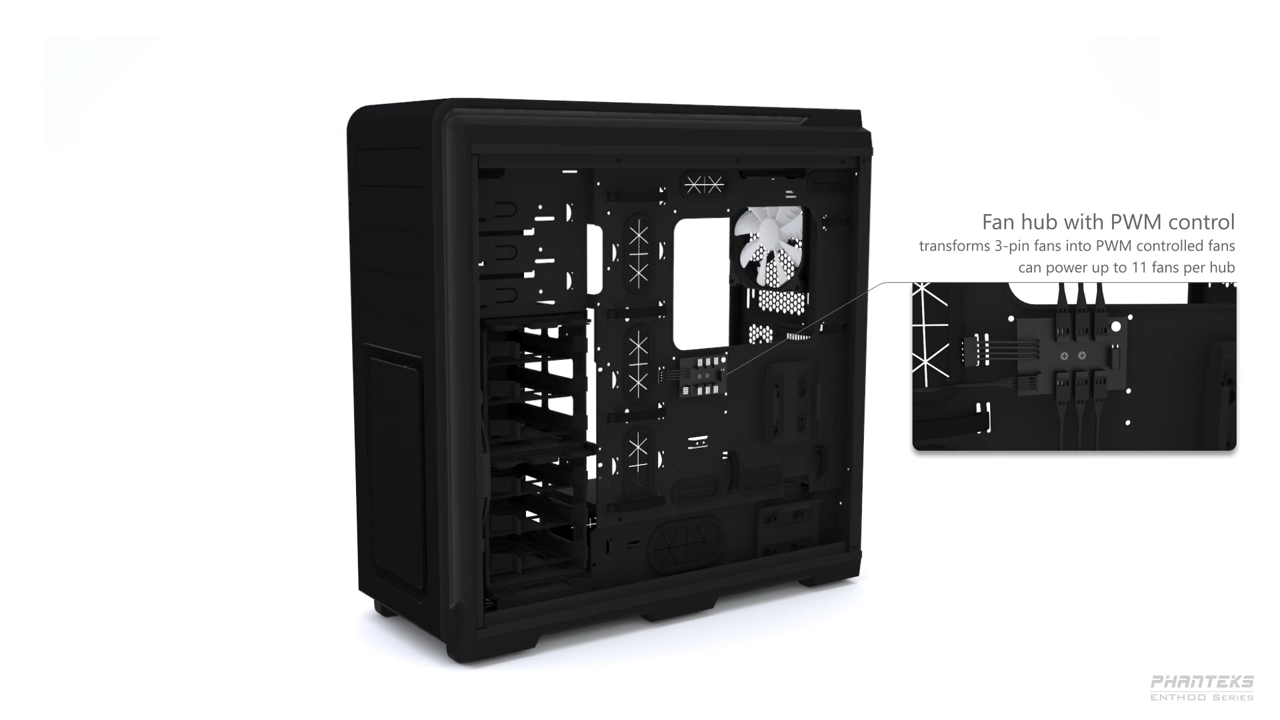 Fan hub with PWM control
transforms 3-pin fans into PWM controlled fans
can power up to 11 fans per hub
PHANTEKS
ENTHOO SERIES